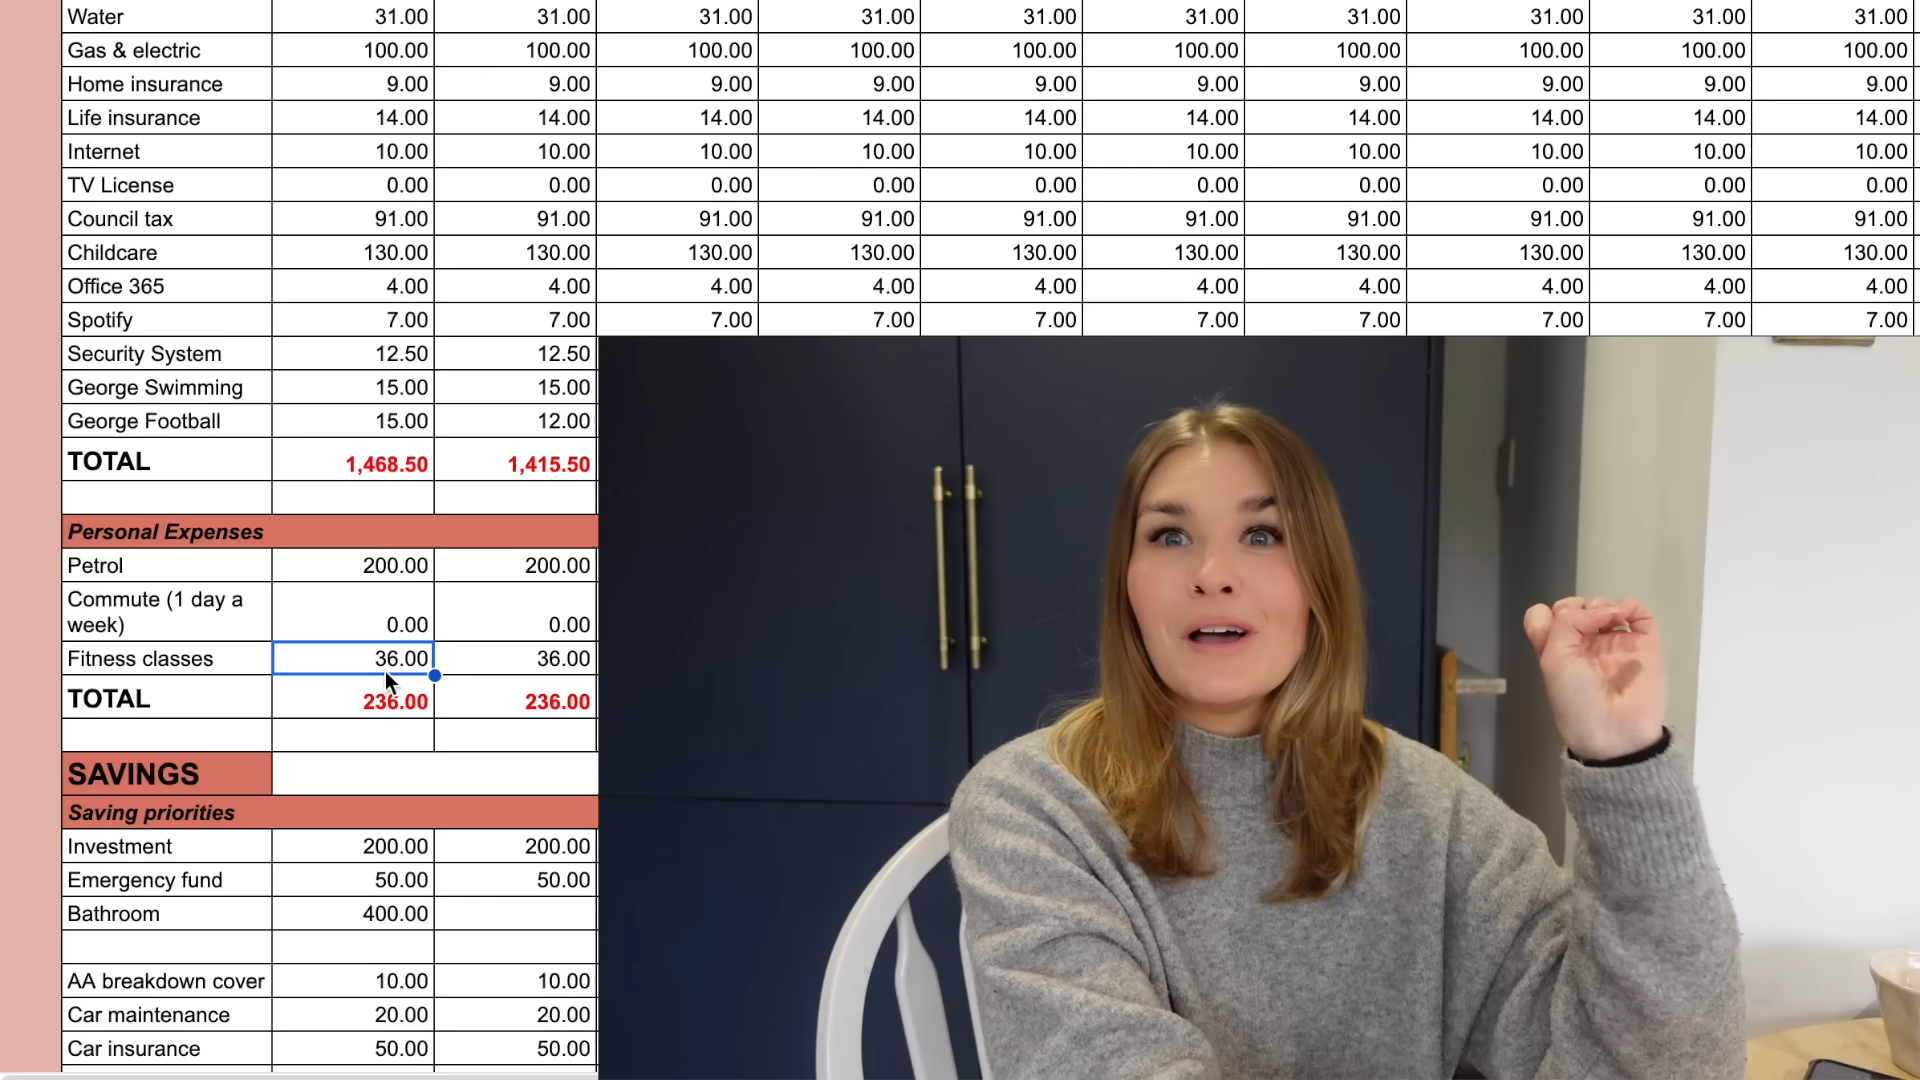 Water 31.00 31.00 31.00 31.00 31.00 31.00 31.00 31.00 31.00 31.00
Gas & electric 100.00 100.00 100.00 100.00 100.00 100.00 100.00 100.00 100.00 100.00
Home insurance 9.00 9.00 9.00 9.00 9.00 9.00 9.00 9.00 9.00 9.00
Life insurance 14.00 14.00 14.00 14.00 14.00 14.00 14.00 14.00 14.00 14.00
Internet 10.00 10.00 10.00 10.00 10.00 10.00 10.00 10.00 10.00 10.00
TV License 0.00 0.00 0.00 0.00 0.00 0.00 0.00 0.00 0.00 0.00
Council tax 91.00 91.00 91.00 91.00 91.00 91.00 91.00 91.00 91.00 91.00
Childcare 130.00 130.00 130.00 130.00 130.00 130.00 130.00 130.00 130.00 130.00
Office 365 4.00 4.00 4.00 4.00 4.00 4.00 4.00 4.00 4.00 4.00
Spotify 7.00 7.00 7.00 7.00 7.00 7.00 7.00 7.00 7.00 7.00
Security System 12.50 12.50
George Swimming 15.00 15.00
George Football 15.00 12.00
TOTAL 1,468.50 1,415.50
Personal Expenses
Petrol 200.00 200.00
Commute (1 day a
week) 0.00 0.00
Fitness classes 36.00 36.00
TOTAL 236.00 236.00
SAVINGS
Saving priorities
Investment 200.00 200.00
Emergency fund 50.00 50.00
Bathroom 400.00
AA breakdown cover 10.00 10.00
Car maintenance 20.00 20.00
Car insurance 50.00 50.00